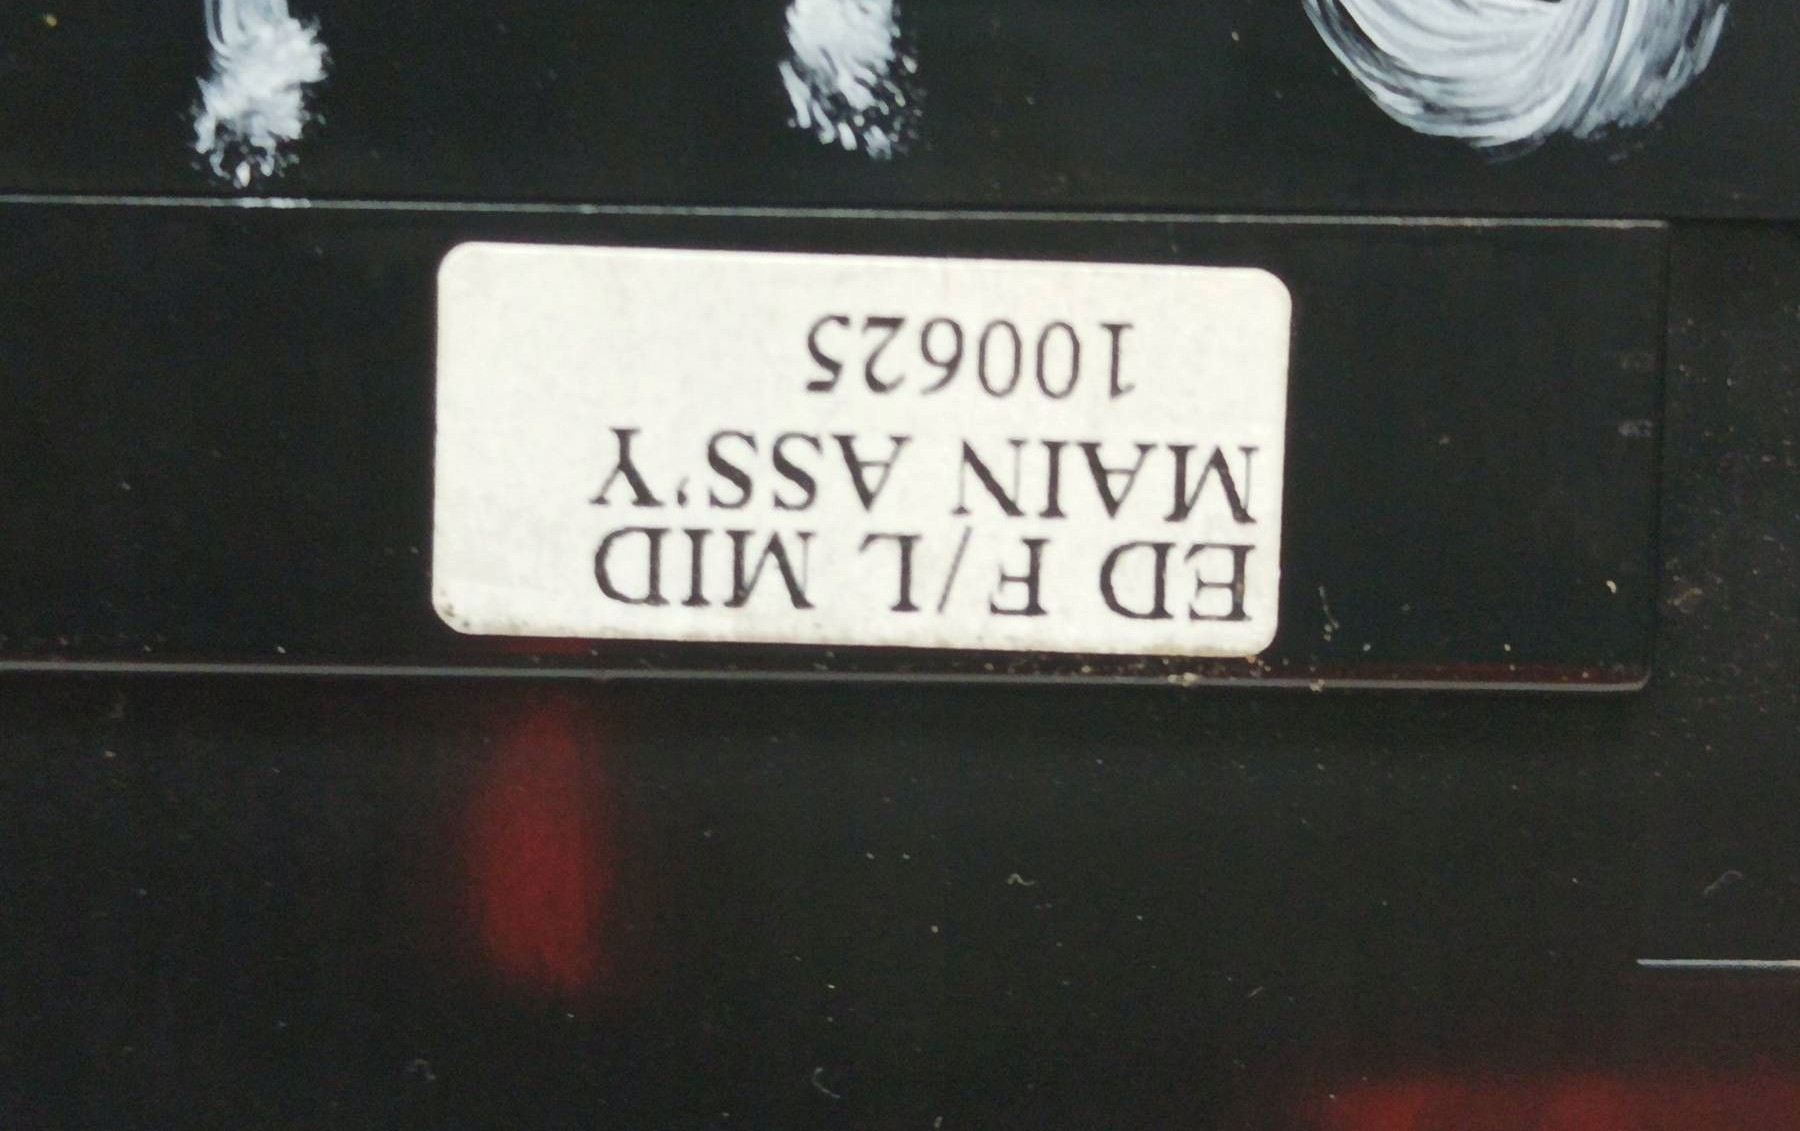 ED F/L MID
MAIN ASS'Y
100625